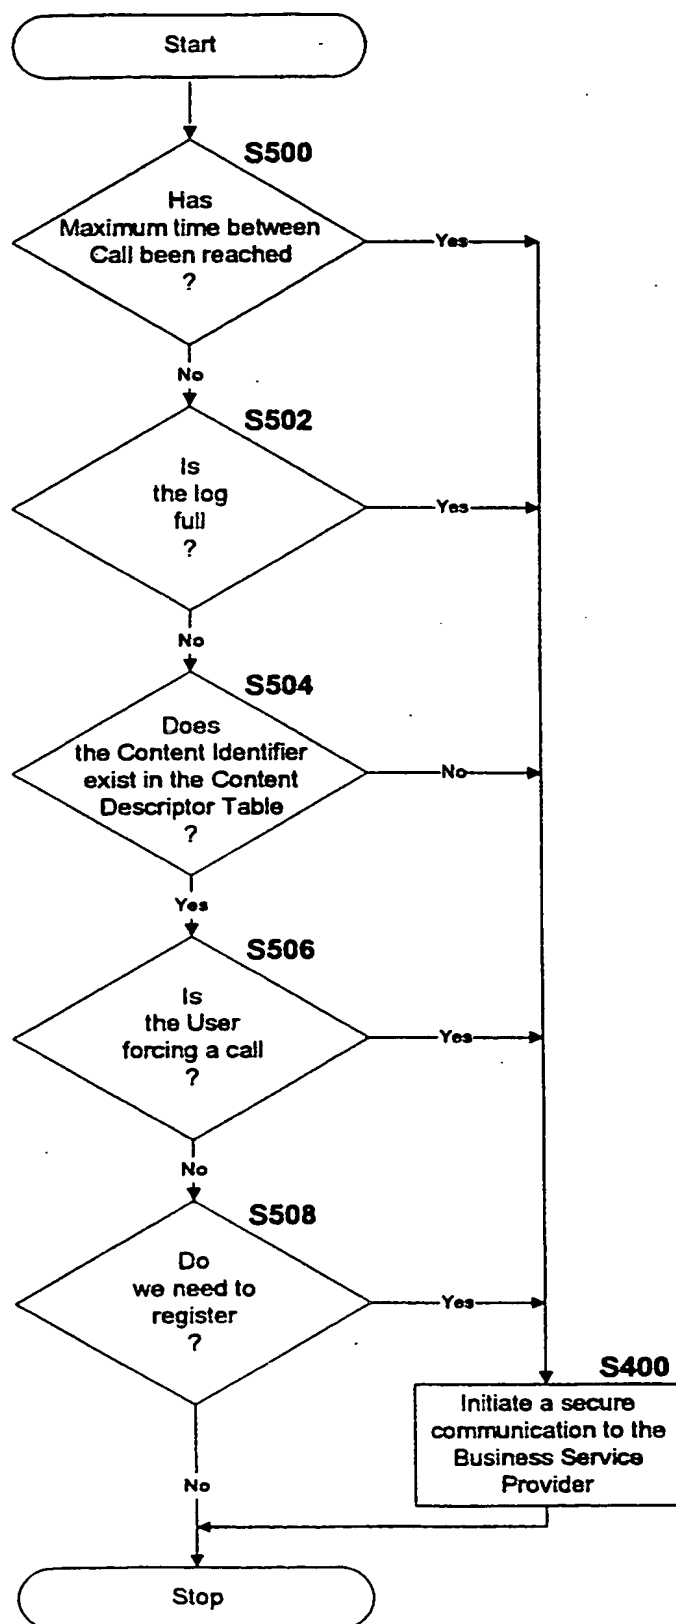 Start
S500
Has
Maximum time between
Call been reached
?
Yes
No
S502
Is
the log
full
?
Yes
No
S504
Does
the Content Identifier
exist in the Content
Descriptor Table
?
No
Yes
S506
Is
the User
forcing a call
?
Yes
No
S508
Do
we need to
register
?
Yes
S400
Initiate a secure
communication to the
Business Service
Provider
No
Stop